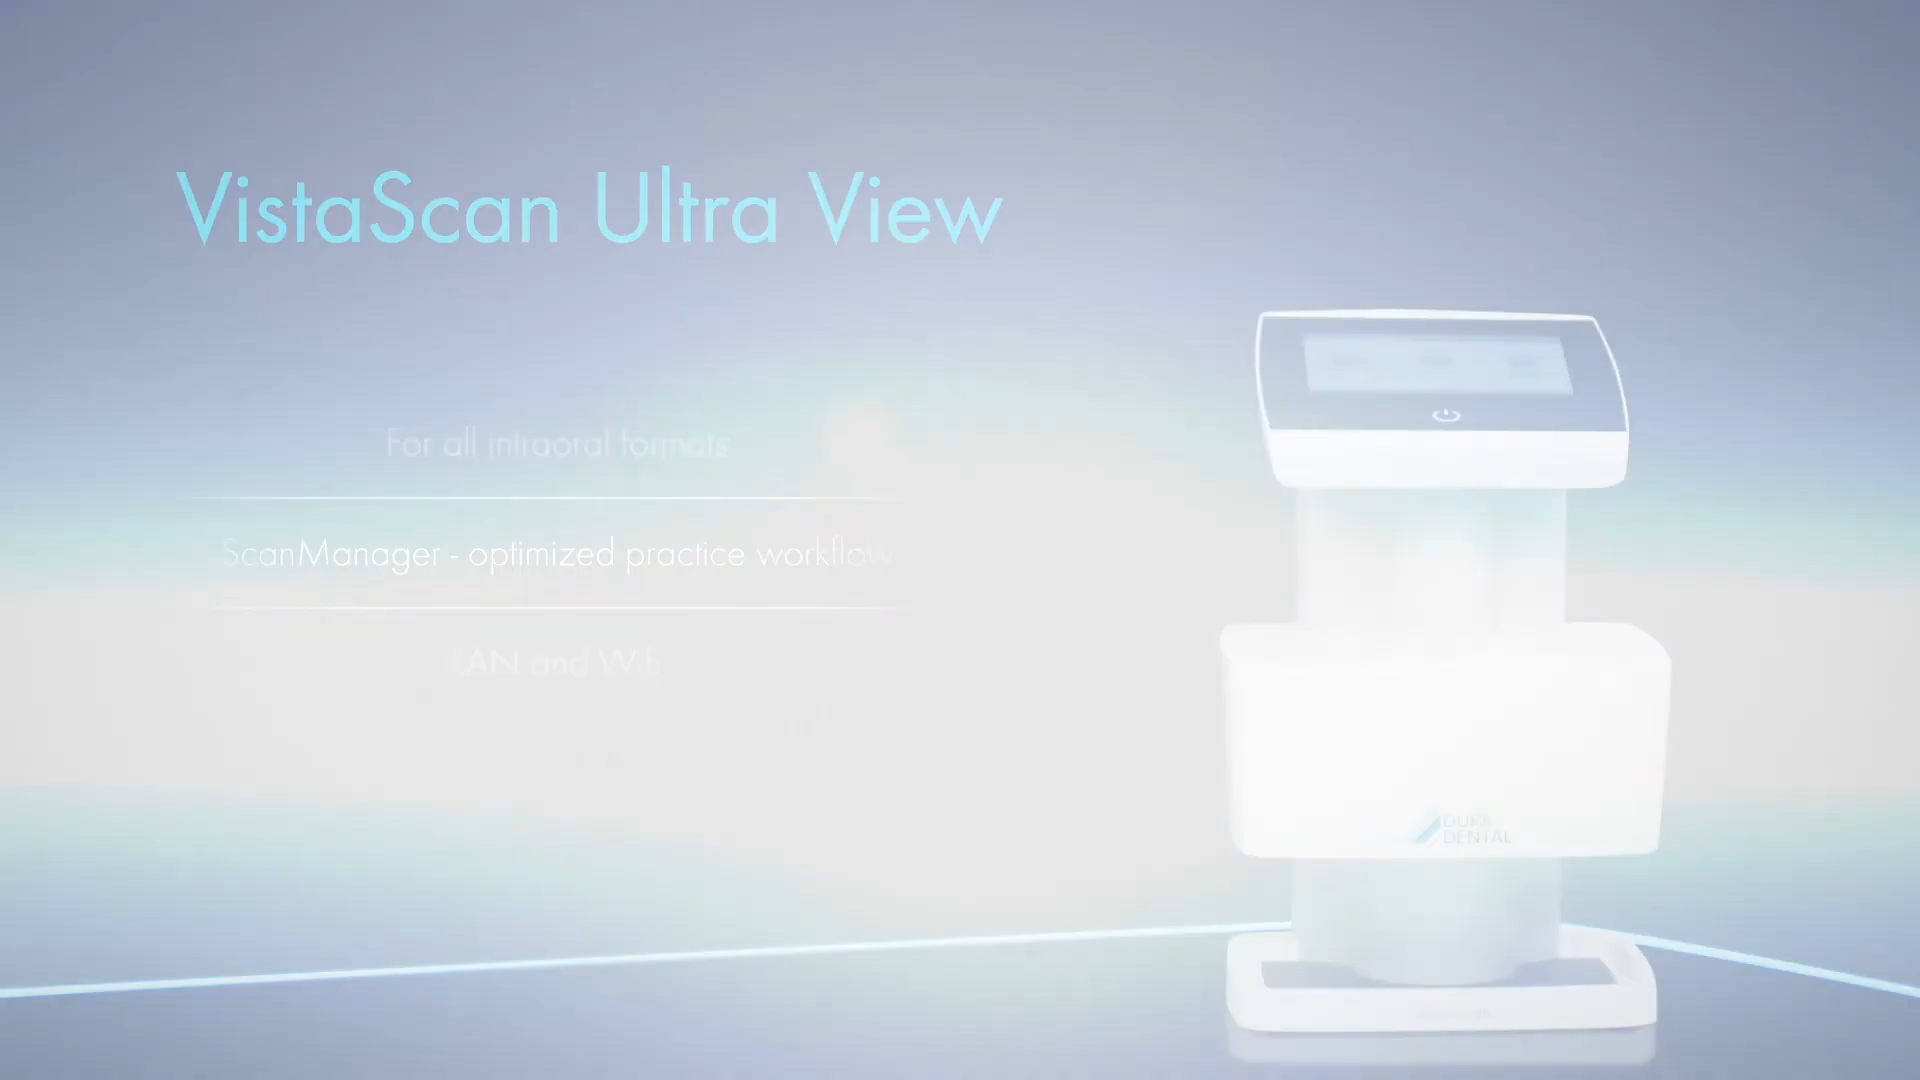 VistaScan Ultra View
For all intraoral formats
ScanManager - optimized practice workflow
LAN and Wifi
DÜRR
DENTAL